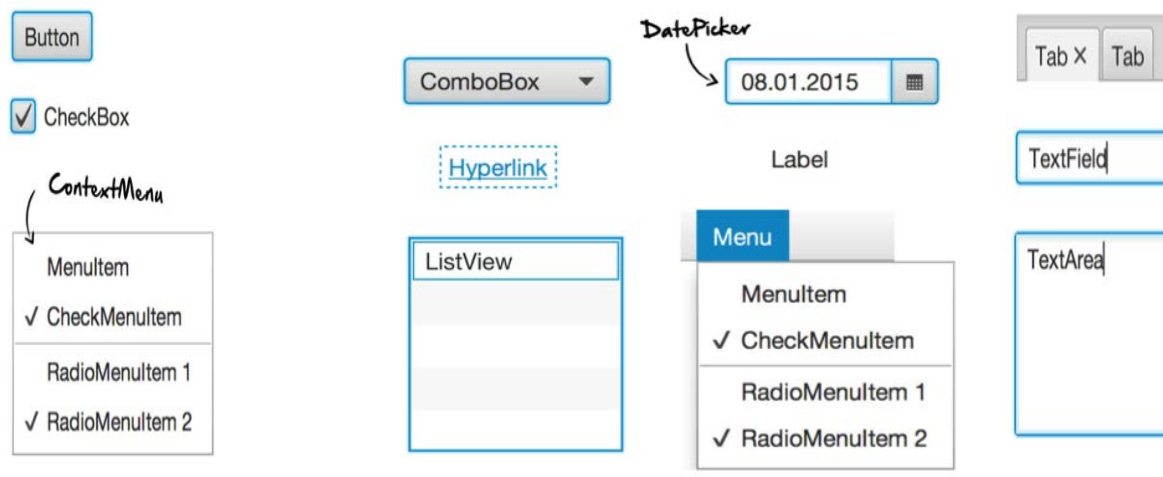 Button
CheckBox
ContextMenu
MenuItem
✓ CheckMenuItem
RadioMenuItem 1
✓ RadioMenuItem 2
ComboBox
Hyperlink
ListView
DatePicker
08.01.2015
Label
Menu
MenuItem
✓ CheckMenuItem
RadioMenuItem 1
✓ RadioMenuItem 2
Tab X Tab
TextField
TextArea